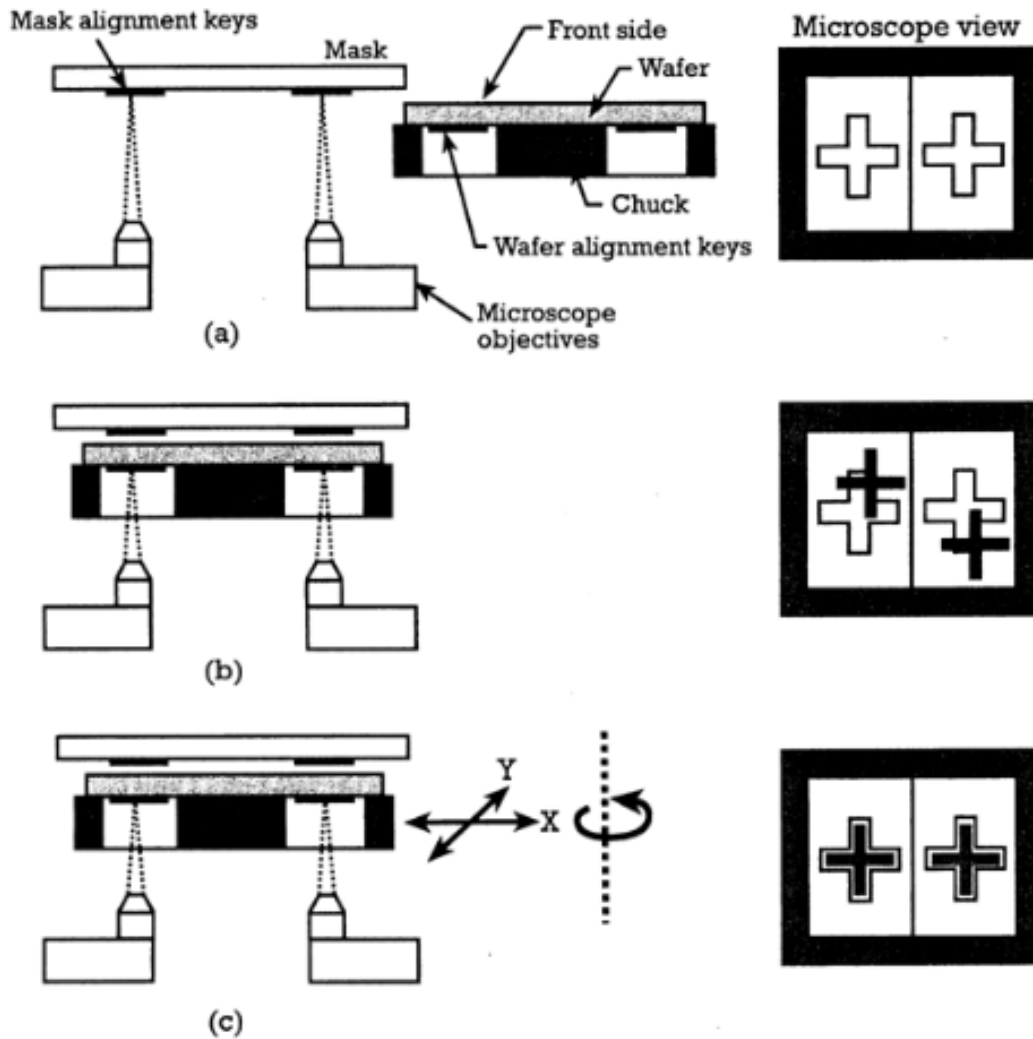 Mask alignment keys
Mask
Front side
Wafer
Microscope view
Chuck
Wafer alignment keys
Microscope
objectives
(a)
(b)
Y
X
(c)